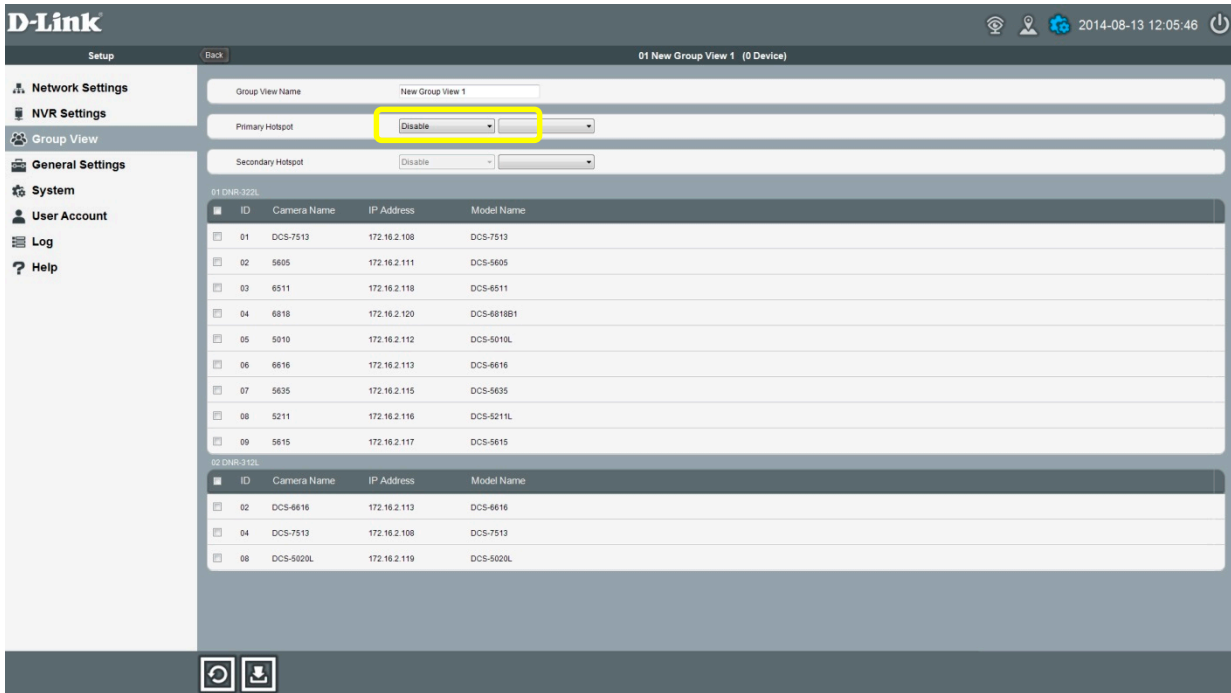 D-Link
2014-08-13 12:05:46
Setup Back 01 New Group View 1 (0 Device)
Network Settings
NVR Settings
Group View
General Settings
System
User Account
Log
Help
Group View Name New Group View 1
Primary Hotspot Disable
Secondary Hotspot Disable
01 DNR-322L
ID Camera Name IP Address Model Name
01 DCS-7513 172.16.2.108 DCS-7513
02 5605 172.16.2.111 DCS-5605
03 6511 172.16.2.118 DCS-6511
04 6818 172.16.2.120 DCS-6818B1
05 5010 172.16.2.112 DCS-5010L
06 6616 172.16.2.113 DCS-6616
07 5635 172.16.2.115 DCS-5635
08 5211 172.16.2.116 DCS-5211L
09 5615 172.16.2.117 DCS-5615
02 DNR-312L
ID Camera Name IP Address Model Name
02 DCS-6616 172.16.2.113 DCS-6616
04 DCS-7513 172.16.2.108 DCS-7513
08 DCS-5020L 172.16.2.119 DCS-5020L